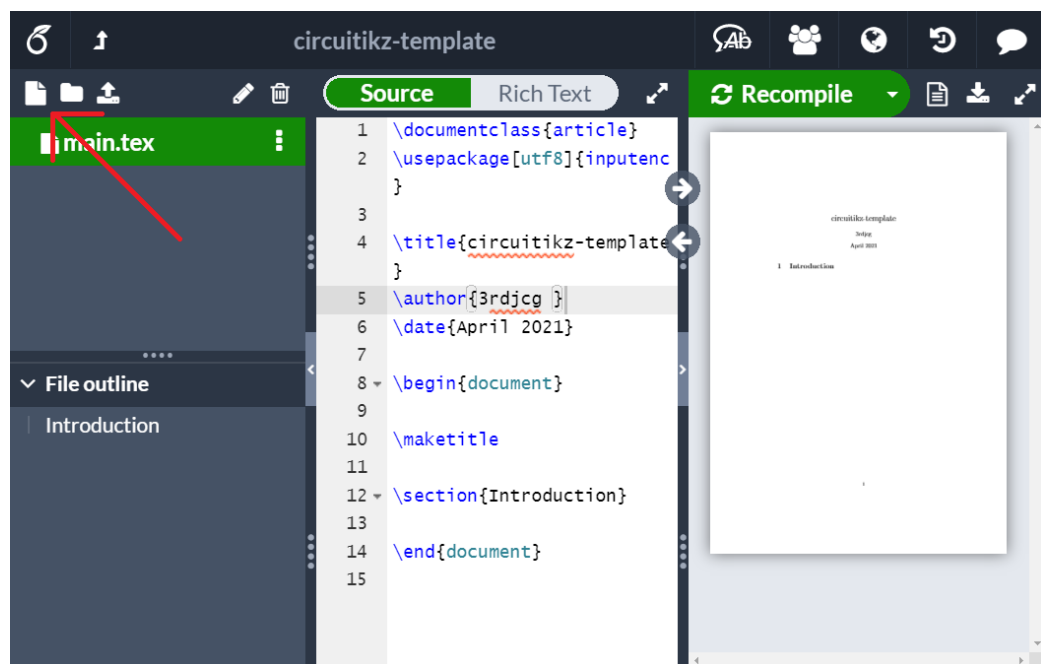 circuitikz-template
Ab
Source Rich Text
Recompile
main.tex
1 \documentclass{article}
2 \usepackage[utf8]{inputenc
}
3
4 \title{circuitikz-template
}
5 \author{3rdjcg }
6 \date{April 2021}
7
8 \begin{document}
9
10 \maketitle
11
12 \section{Introduction}
13
14 \end{document}
15
File outline
Introduction
circuitikz-template
3rdjcg
April 2021
1 Introduction
1